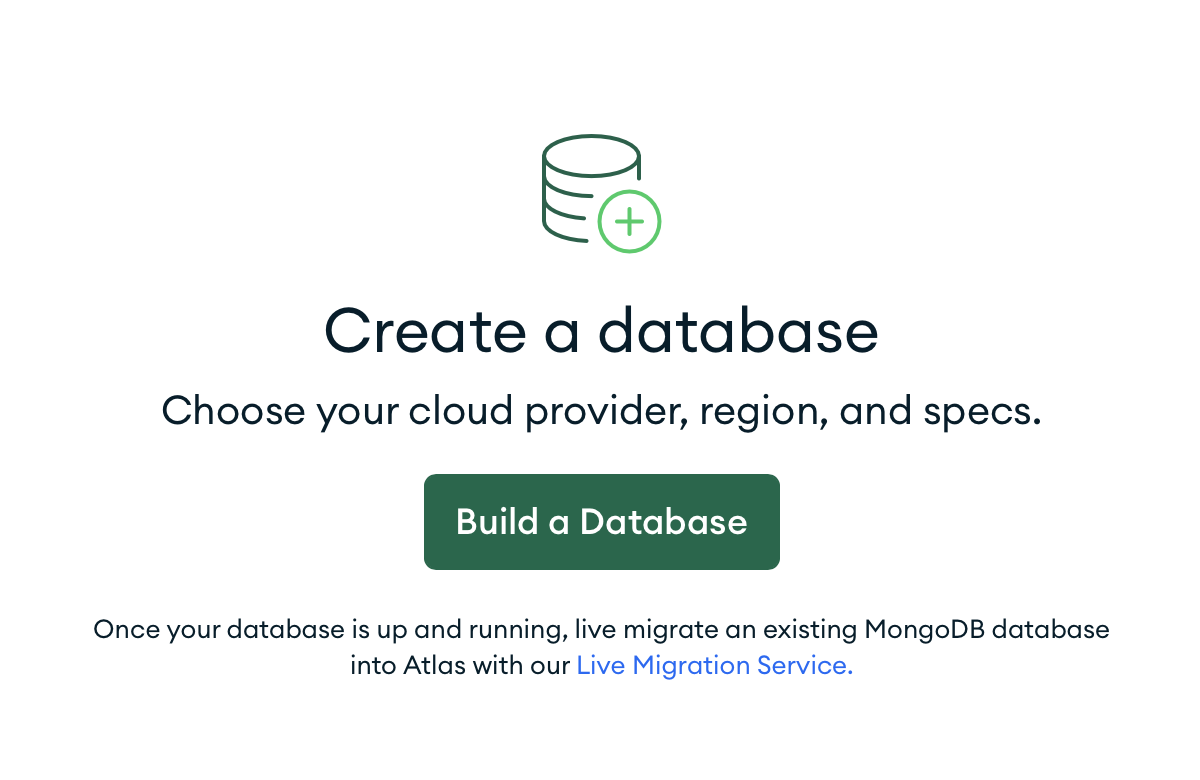 Create a database
Choose your cloud provider, region, and specs.
Build a Database
Once your database is up and running, live migrate an existing MongoDB database
into Atlas with our Live Migration Service.